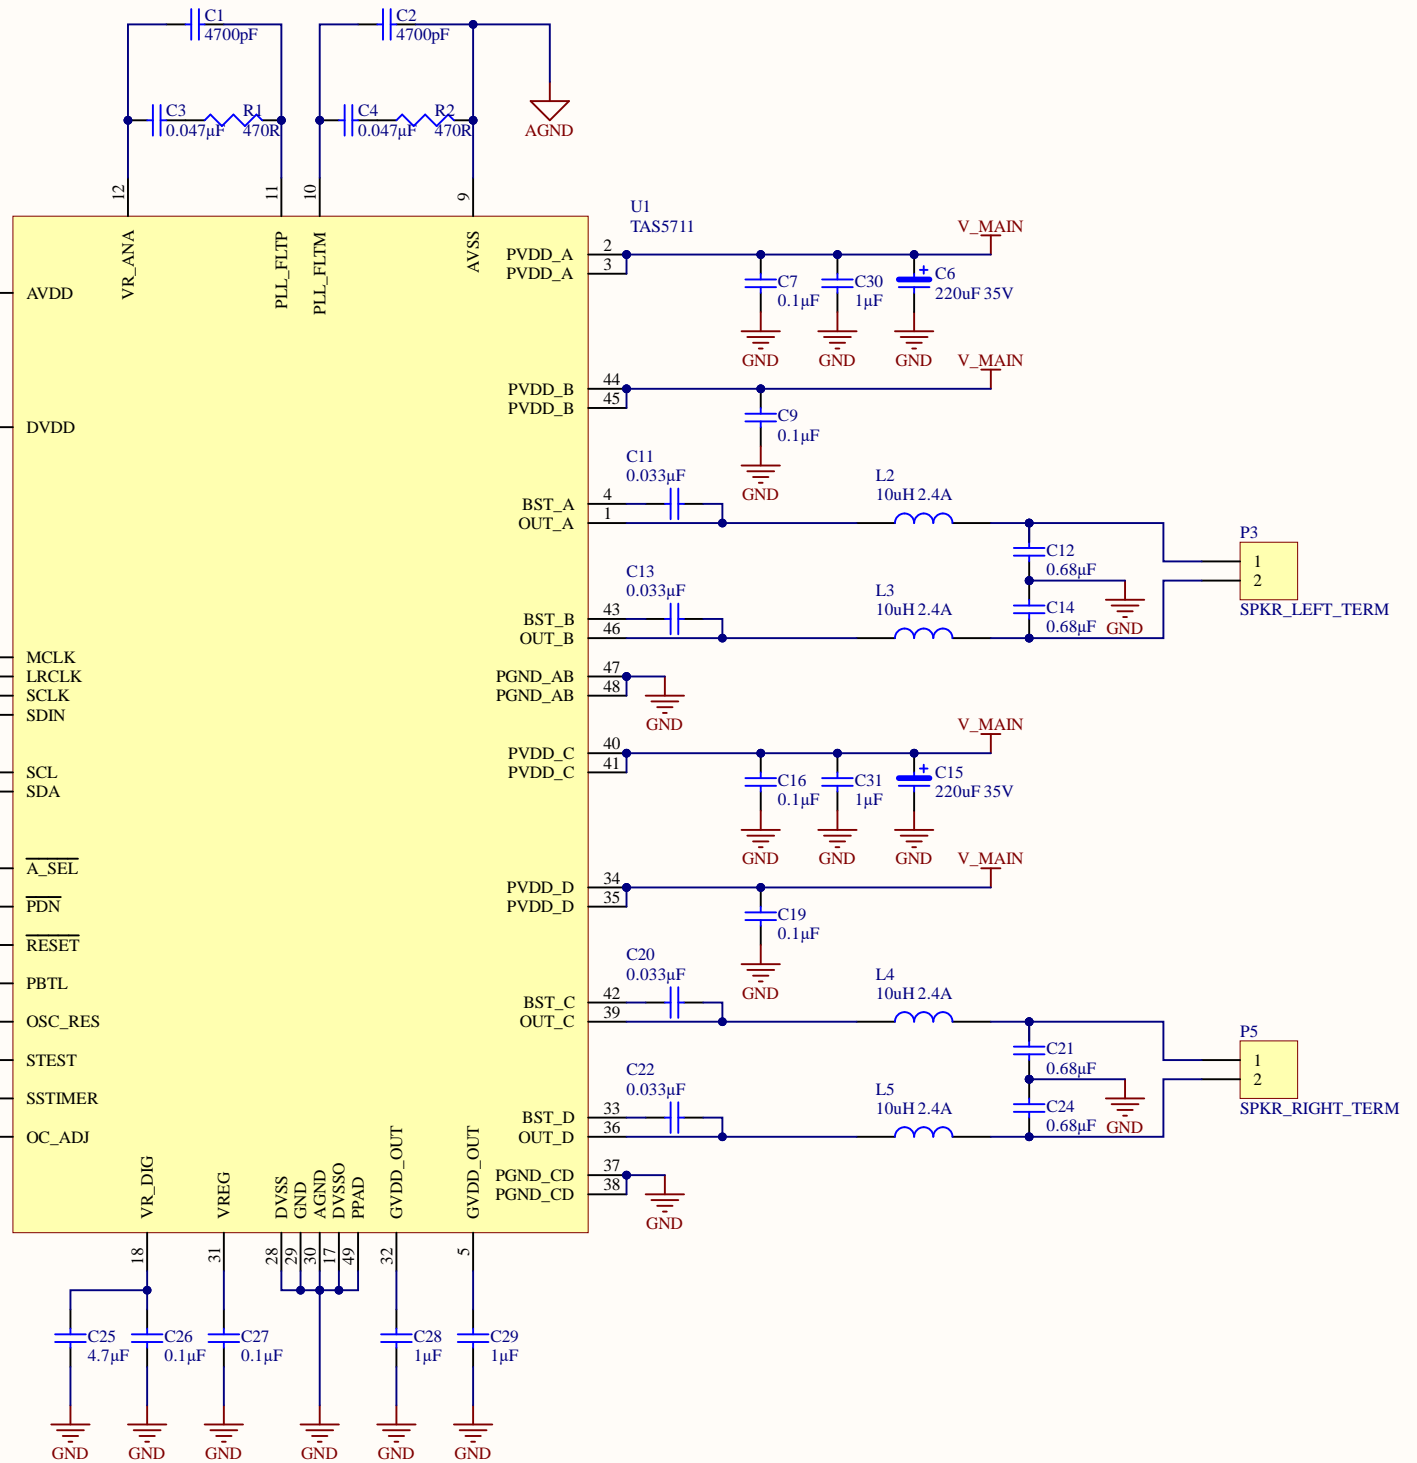 C1
4700pF
C2
4700pF
C3
0.047µF
R1
470R
C4
0.047µF
R2
470R
AGND
12
11
10
9
VR_ANA
PLL_FLTP
PLL_FLTM
AVSS
U1
TAS5711
AVDD
DVDD
MCLK
LRCLK
SCLK
SDIN
SCL
SDA
A_SEL
PDN
RESET
PBTL
OSC_RES
STEST
SSTIMER
OC_ADJ
PVDD_A
2
PVDD_A
3
V_MAIN
C7
0.1µF
C30
1µF
+
C6
220uF 35V
GND
GND
GND
V_MAIN
PVDD_B
44
PVDD_B
45
C9
0.1µF
GND
C11
0.033µF
BST_A
4
OUT_A
1
L2
10uH 2.4A
C12
0.68µF
P3
1
2
SPKR_LEFT_TERM
C13
0.033µF
BST_B
43
OUT_B
46
L3
10uH 2.4A
C14
0.68µF
GND
PGND_AB
47
PGND_AB
48
GND
V_MAIN
PVDD_C
40
PVDD_C
41
C16
0.1µF
C31
1µF
+
C15
220uF 35V
GND
GND
GND
V_MAIN
PVDD_D
34
PVDD_D
35
C19
0.1µF
GND
C20
0.033µF
BST_C
42
OUT_C
39
L4
10uH 2.4A
C21
0.68µF
P5
1
2
SPKR_RIGHT_TERM
C22
0.033µF
BST_D
33
OUT_D
36
L5
10uH 2.4A
C24
0.68µF
GND
PGND_CD
37
PGND_CD
38
GND
VR_DIG
VREG
DVSS
GND
AGND
DVSSO
PPAD
GVDD_OUT
GVDD_OUT
18
31
28
29
30
17
49
32
5
C25
4.7µF
C26
0.1µF
C27
0.1µF
C28
1µF
C29
1µF
GND
GND
GND
GND
GND
GND